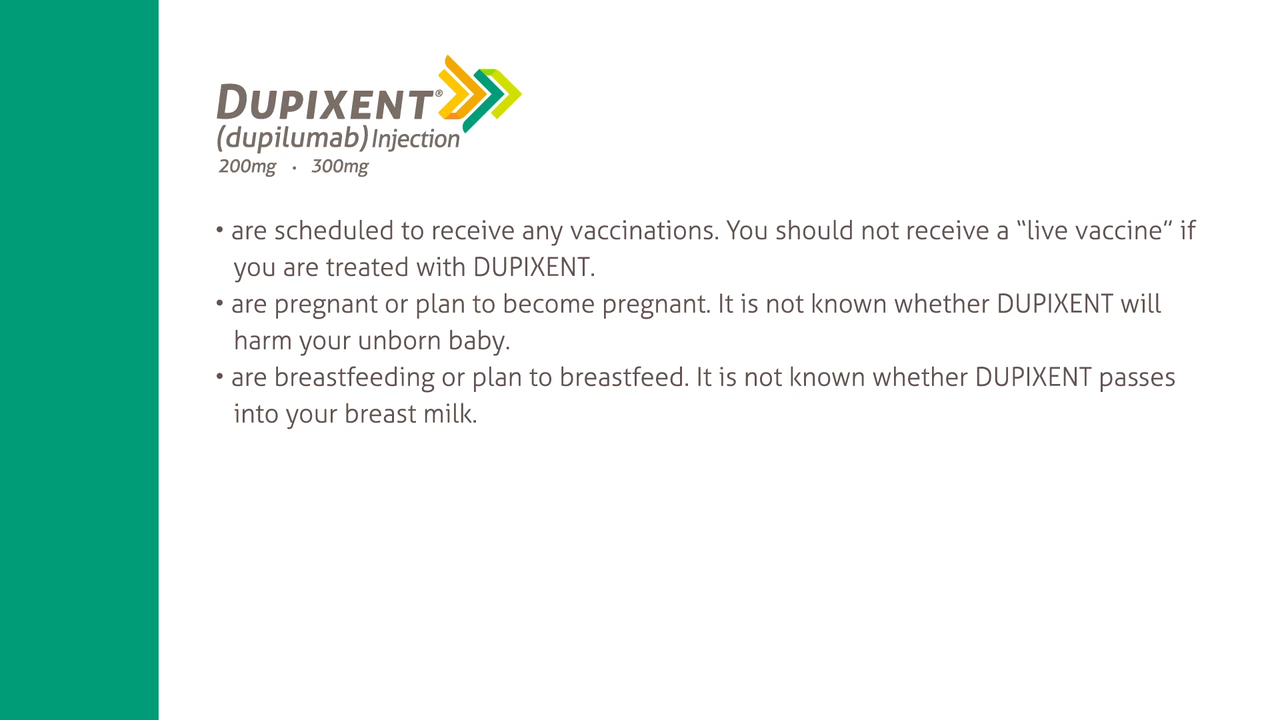 DUPIXENT®
(dupilumab) Injection
200mg · 300mg
• are scheduled to receive any vaccinations. You should not receive a “live vaccine” if
you are treated with DUPIXENT.
• are pregnant or plan to become pregnant. It is not known whether DUPIXENT will
harm your unborn baby.
• are breastfeeding or plan to breastfeed. It is not known whether DUPIXENT passes
into your breast milk.